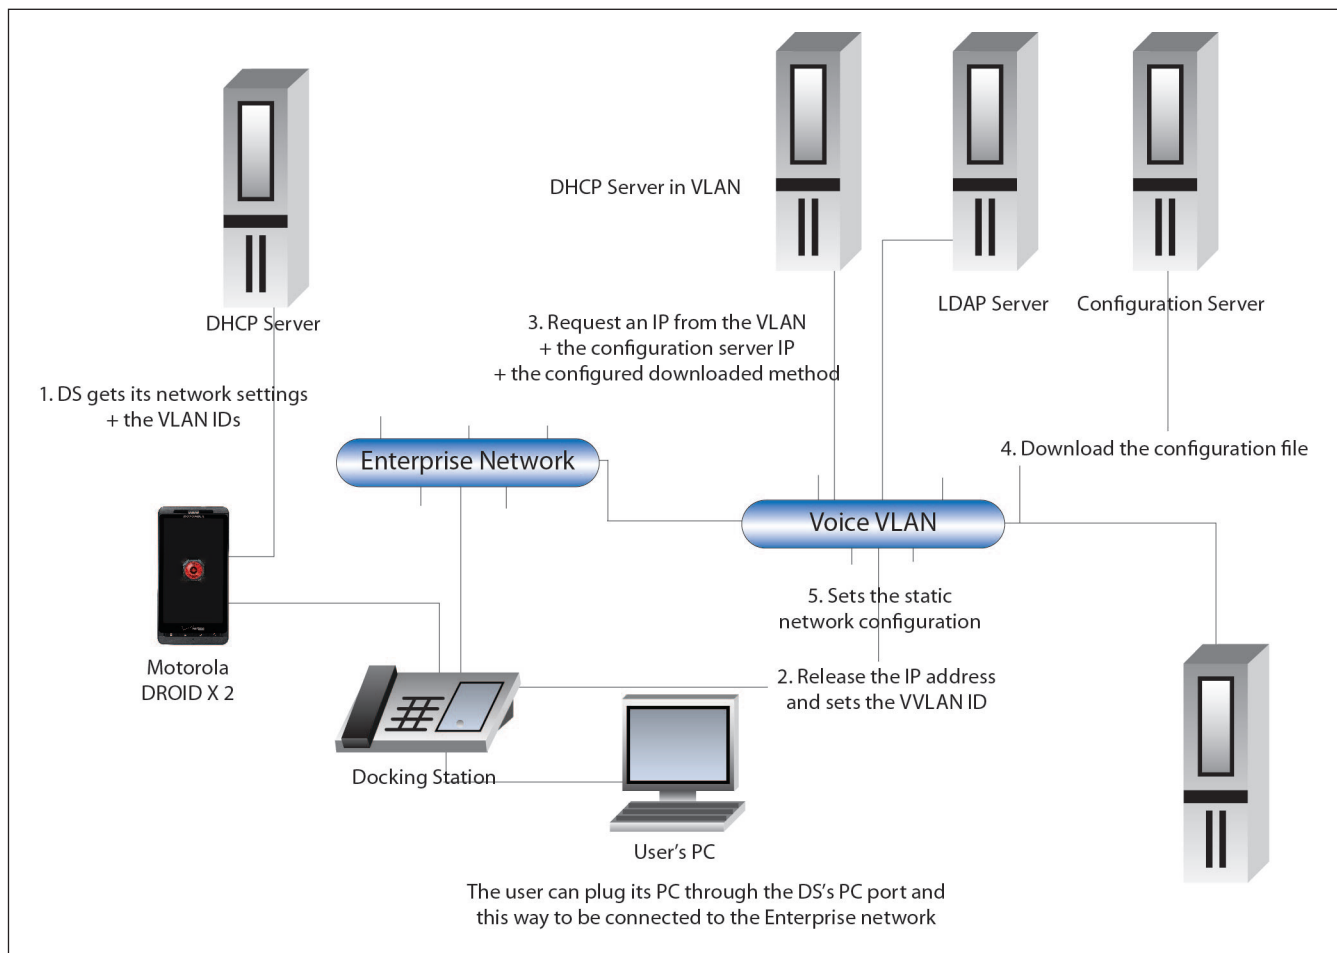 DHCP Server in VLAN
LDAP Server
Configuration Server
DHCP Server
3. Request an IP from the VLAN
+ the configuration server IP
+ the configured downloaded method
1. DS gets its network settings
+ the VLAN IDs
Enterprise Network
4. Download the configuration file
Voice VLAN
5. Sets the static
network configuration
Motorola
DROID X 2
2. Release the IP address
and sets the VVLAN ID
Docking Station
User's PC
The user can plug its PC through the DS's PC port and
this way to be connected to the Enterprise network